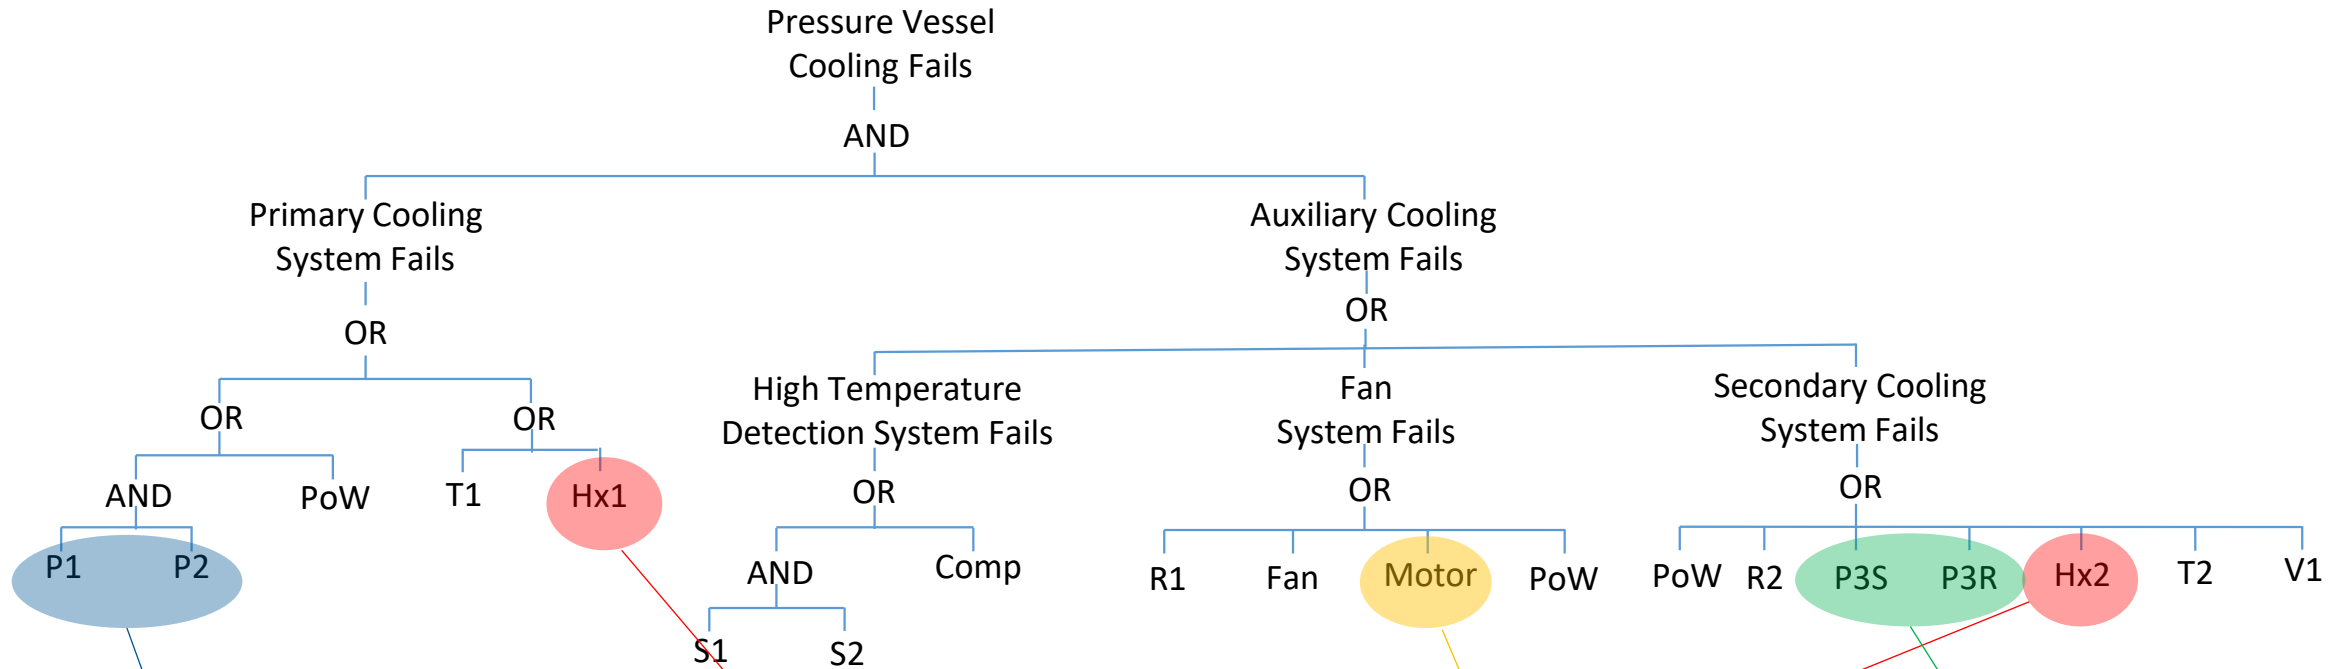 Pressure Vessel
Cooling Fails
AND
Primary Cooling
System Fails
Auxiliary Cooling
System Fails
OR
OR
OR
OR
High Temperature
Detection System Fails
Fan
System Fails
Secondary Cooling
System Fails
AND
PoW
T1
Hx1
OR
OR
OR
P1
P2
AND
Comp
R1
Fan
Motor
PoW
PoW
R2
P3S
P3R
Hx2
T2
V1
S1
S2